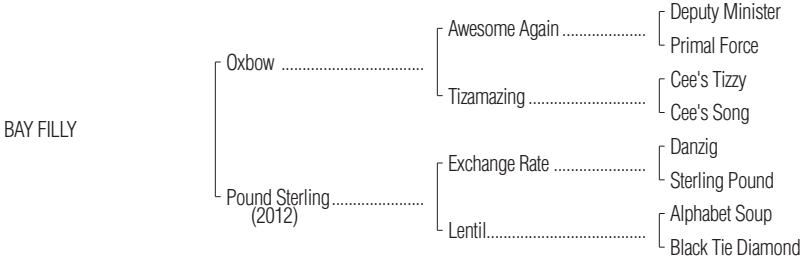 Deputy Minister
Awesome Again ....................
Primal Force
Oxbow .................................
Cee's Tizzy
Tizamazing ...........................
Cee's Song
BAY FILLY
Danzig
Exchange Rate .....................
Sterling Pound
Pound Sterling .....................
(2012)
Alphabet Soup
Lentil.....................................
Black Tie Diamond